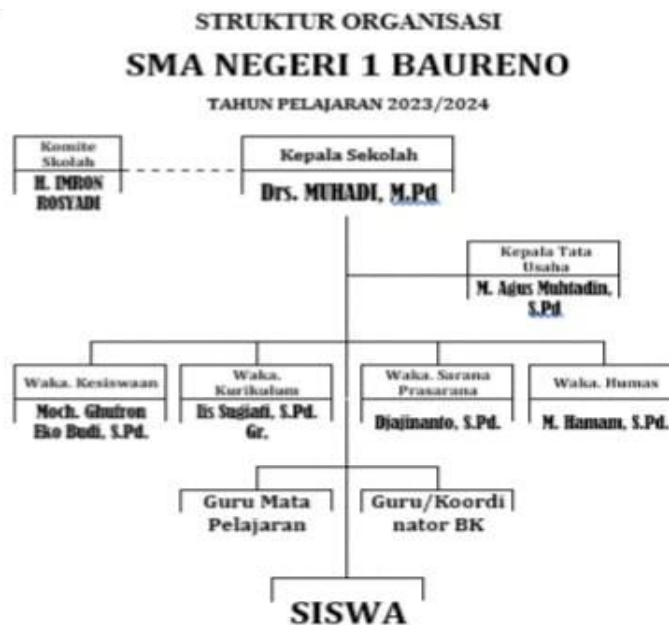 STRUKTUR ORGANISASI
SMA NEGERI 1 BAURENO
TAHUN PELAJARAN 2023/2024
Komite
Skolah
H. IMRON
ROSYADI
Kepala Sekolah
Drs. MUHADI, M.Pd
Kepala Tata
Usaha
M. Agus Muhtadin,
S.Pd
Waka. Kesiswaan
Moch. Ghufron
Eko Budi, S.Pd.
Waka.
Kurikulum
Iis Sugiati, S.Pd.
Gr,
Waka. Sarana
Prasarana
Djajinanto, S.Pd.
Waka. Humas
M. Hamam, S.Pd.
Guru Mata
Pelajaran
Guru/Koordi
nator BK
SISWA